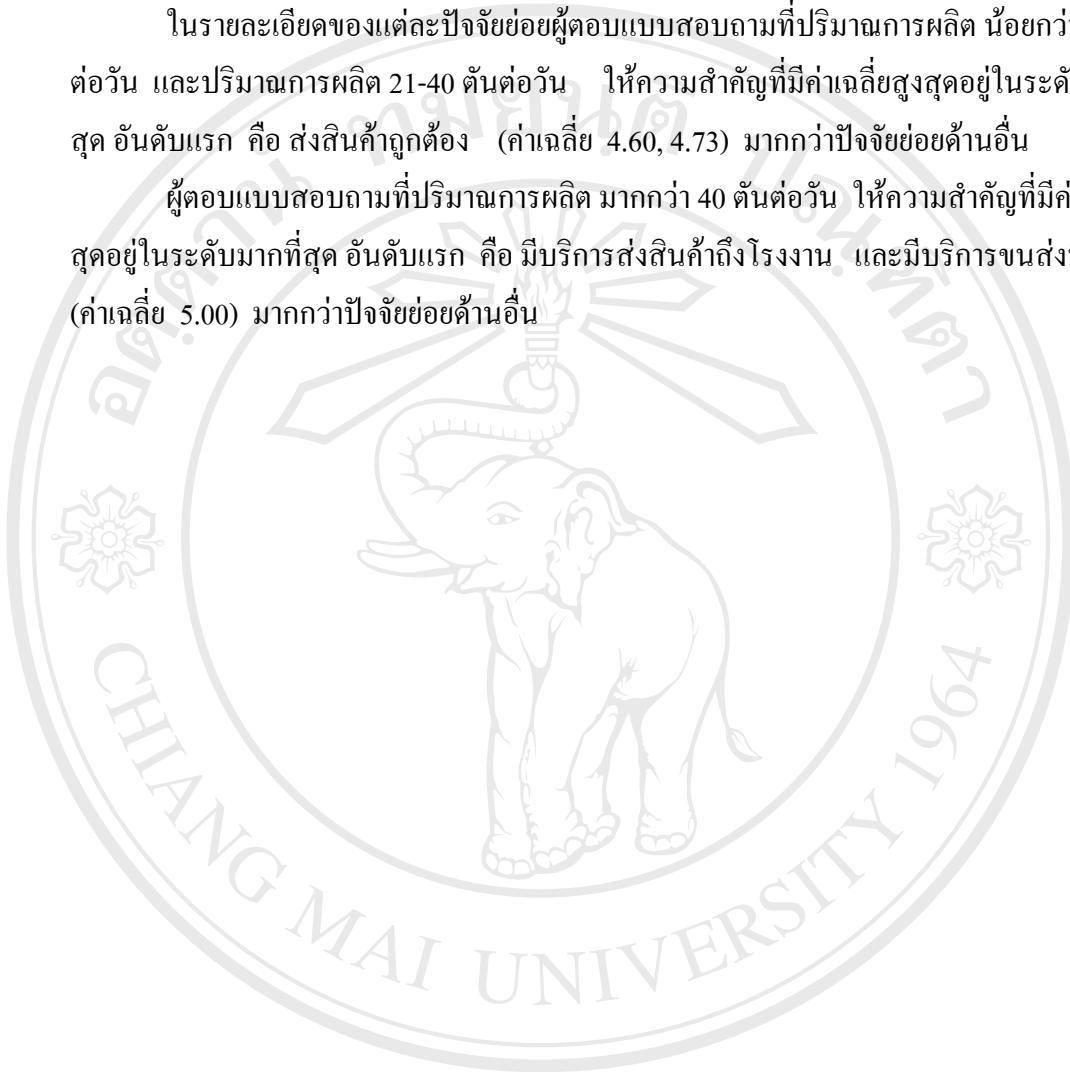 ในรายละเอียดของแต่ละปัจจัยย่อยผู้ตอบแบบสอบถามที่ปริมาณการผลิต น้อยกว่
ต่อวัน และปริมาณการผลิต 21-40 ตันต่อวัน ให้ความสำคัญที่มีค่าเฉลี่ยสูงสุดอยู่ในระดั
สุด อันดับแรก คือ ส่งสินค้าถูกต้อง (ค่าเฉลี่ย 4.60, 4.73) มากกว่าปัจจัยย่อยด้านอื่น
ผู้ตอบแบบสอบถามที่ปริมาณการผลิต มากกว่า 40 ตันต่อวัน ให้ความสำคัญที่มีค่
สุดอยู่ในระดับมากที่สุด อันดับแรก คือ มีบริการส่งสินค้าถึงโรงงาน และมีบริการขนส่ง
(ค่าเฉลี่ย 5.00) มากกว่าปัจจัยย่อยด้านอื่น
อตฺตานํ ทมยนฺติ ปณฺฑิตา
CHIANG MAI UNIVERSITY 1964